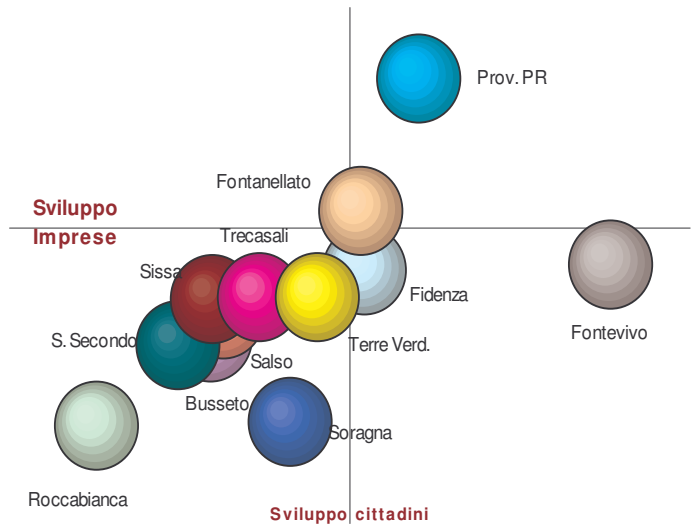 Prov. PR
Fontanellato
Sviluppo
Imprese
Trecasali
Sissa
Fidenza
Fontevivo
S. Secondo
Terre Verd.
Salso
Busseto
Soragna
Roccabianca
Sviluppo cittadini